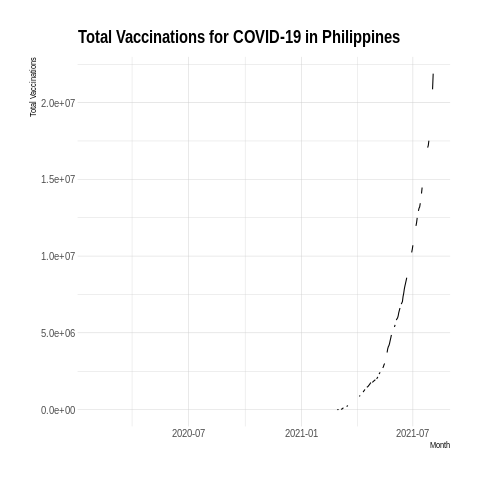 Total Vaccinations for COVID-19 in Philippines
Total Vaccinations
2.0e+07
1.5e+07
1.0e+07
5.0e+06
0.0e+00
2020-07
2021-01
2021-07
Month